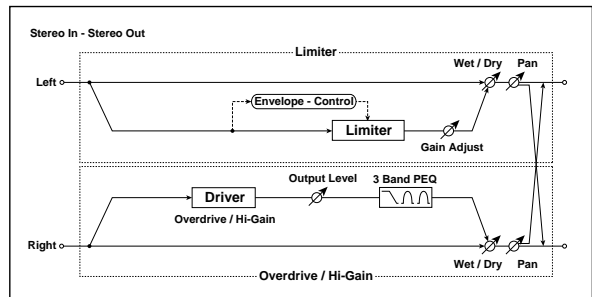 Stereo In - Stereo Out
Limiter
Wet / Dry Pan
Left
Envelope - Control
Limiter
Gain Adjust
Output Level 3 Band PEQ
Driver
Overdrive / Hi-Gain
Right
Wet / Dry Pan
Overdrive / Hi-Gain